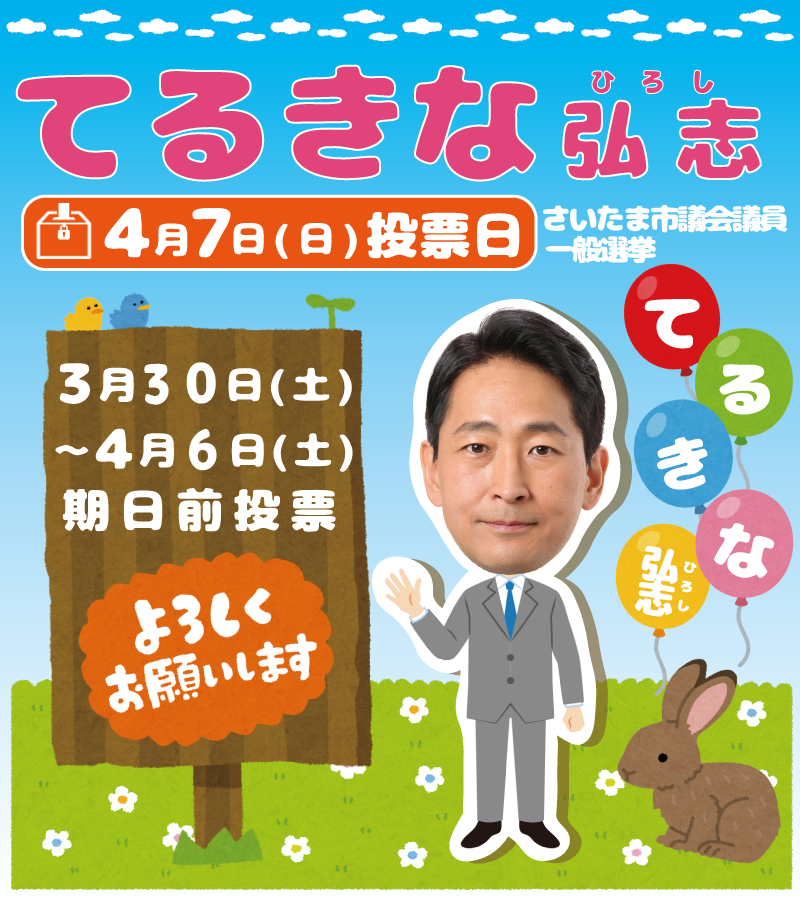 ひろし
てるきな弘志
4月7日(日)投票日
さいたま市議会議員
一般選挙
3月30日(土)
～4月6日(土)
期日前投票
よろしく
お願いします
て
る
き
な
弘志
ひろし